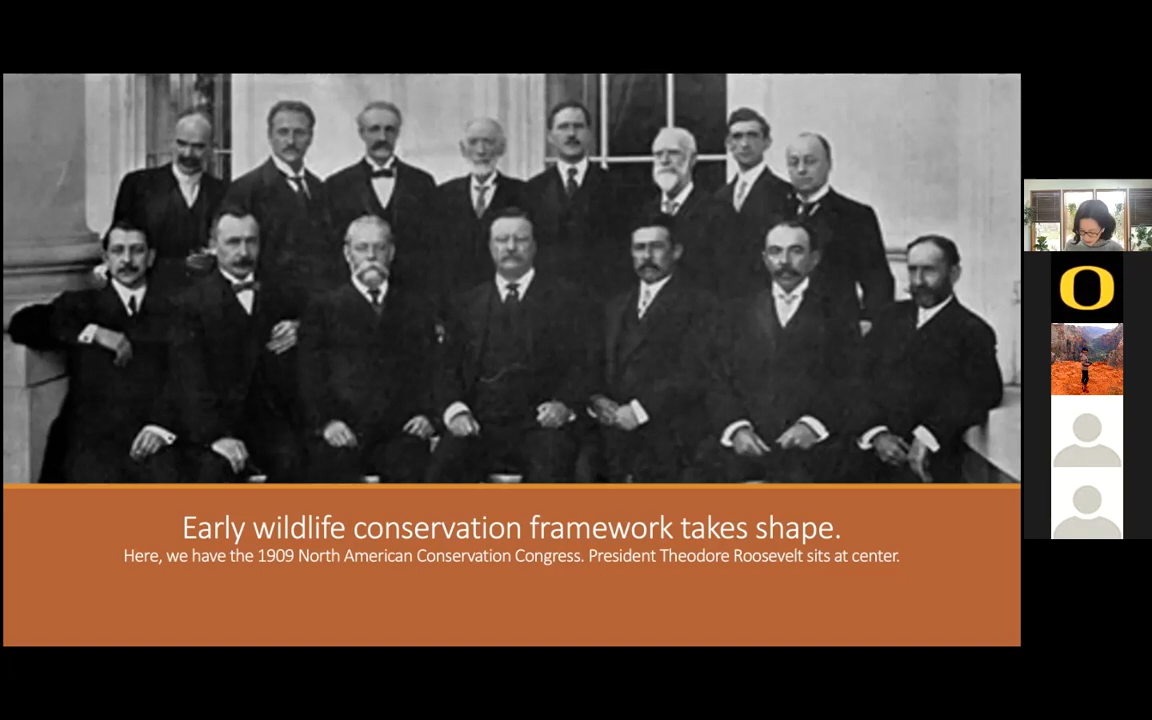 Early wildlife conservation framework takes shape.
Here, we have the 1909 North American Conservation Congress. President Theodore Roosevelt sits at center.
O